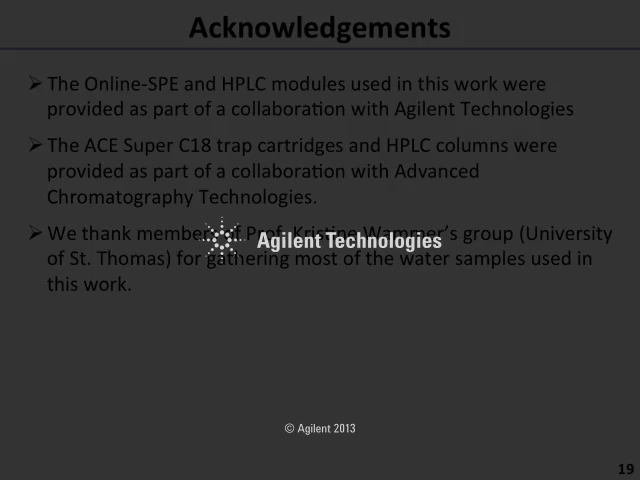 Acknowledgements
➢ The Online-SPE and HPLC modules used in this work were
provided as part of a collaboration with Agilent Technologies
➢ The ACE Super C18 trap cartridges and HPLC columns were
provided as part of a collaboration with Advanced
Chromatography Technologies.
➢ We thank members of Prof. Kristine Wammer's group (University
of St. Thomas) for gathering most of the water samples used in
this work.
Agilent Technologies
© Agilent 2013
19